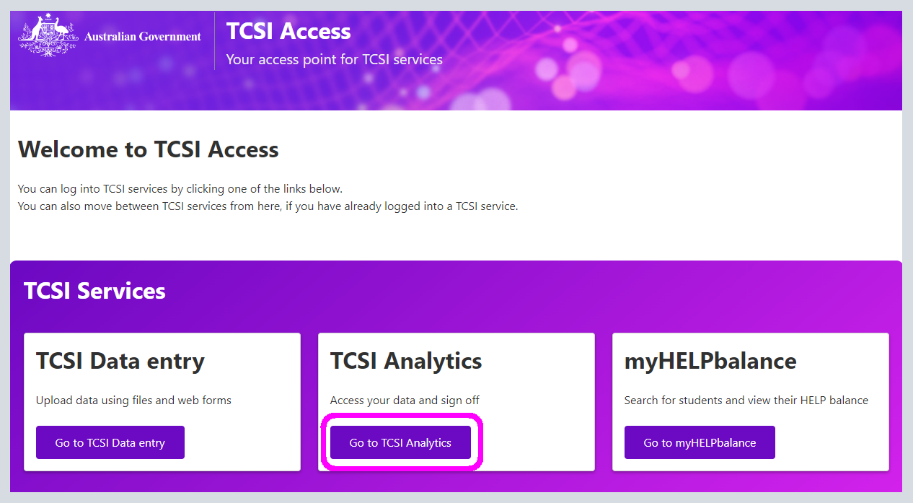 Australian Government
TCSI Access
Your access point for TCSI services
Welcome to TCSI Access
You can log into TCSI services by clicking one of the links below.
You can also move between TCSI services from here, if you have already logged into a TCSI service.
TCSI Services
TCSI Data entry
Upload data using files and web forms
Go to TCSI Data entry
TCSI Analytics
Access your data and sign off
Go to TCSI Analytics
myHELPbalance
Search for students and view their HELP balance
Go to myHELPbalance